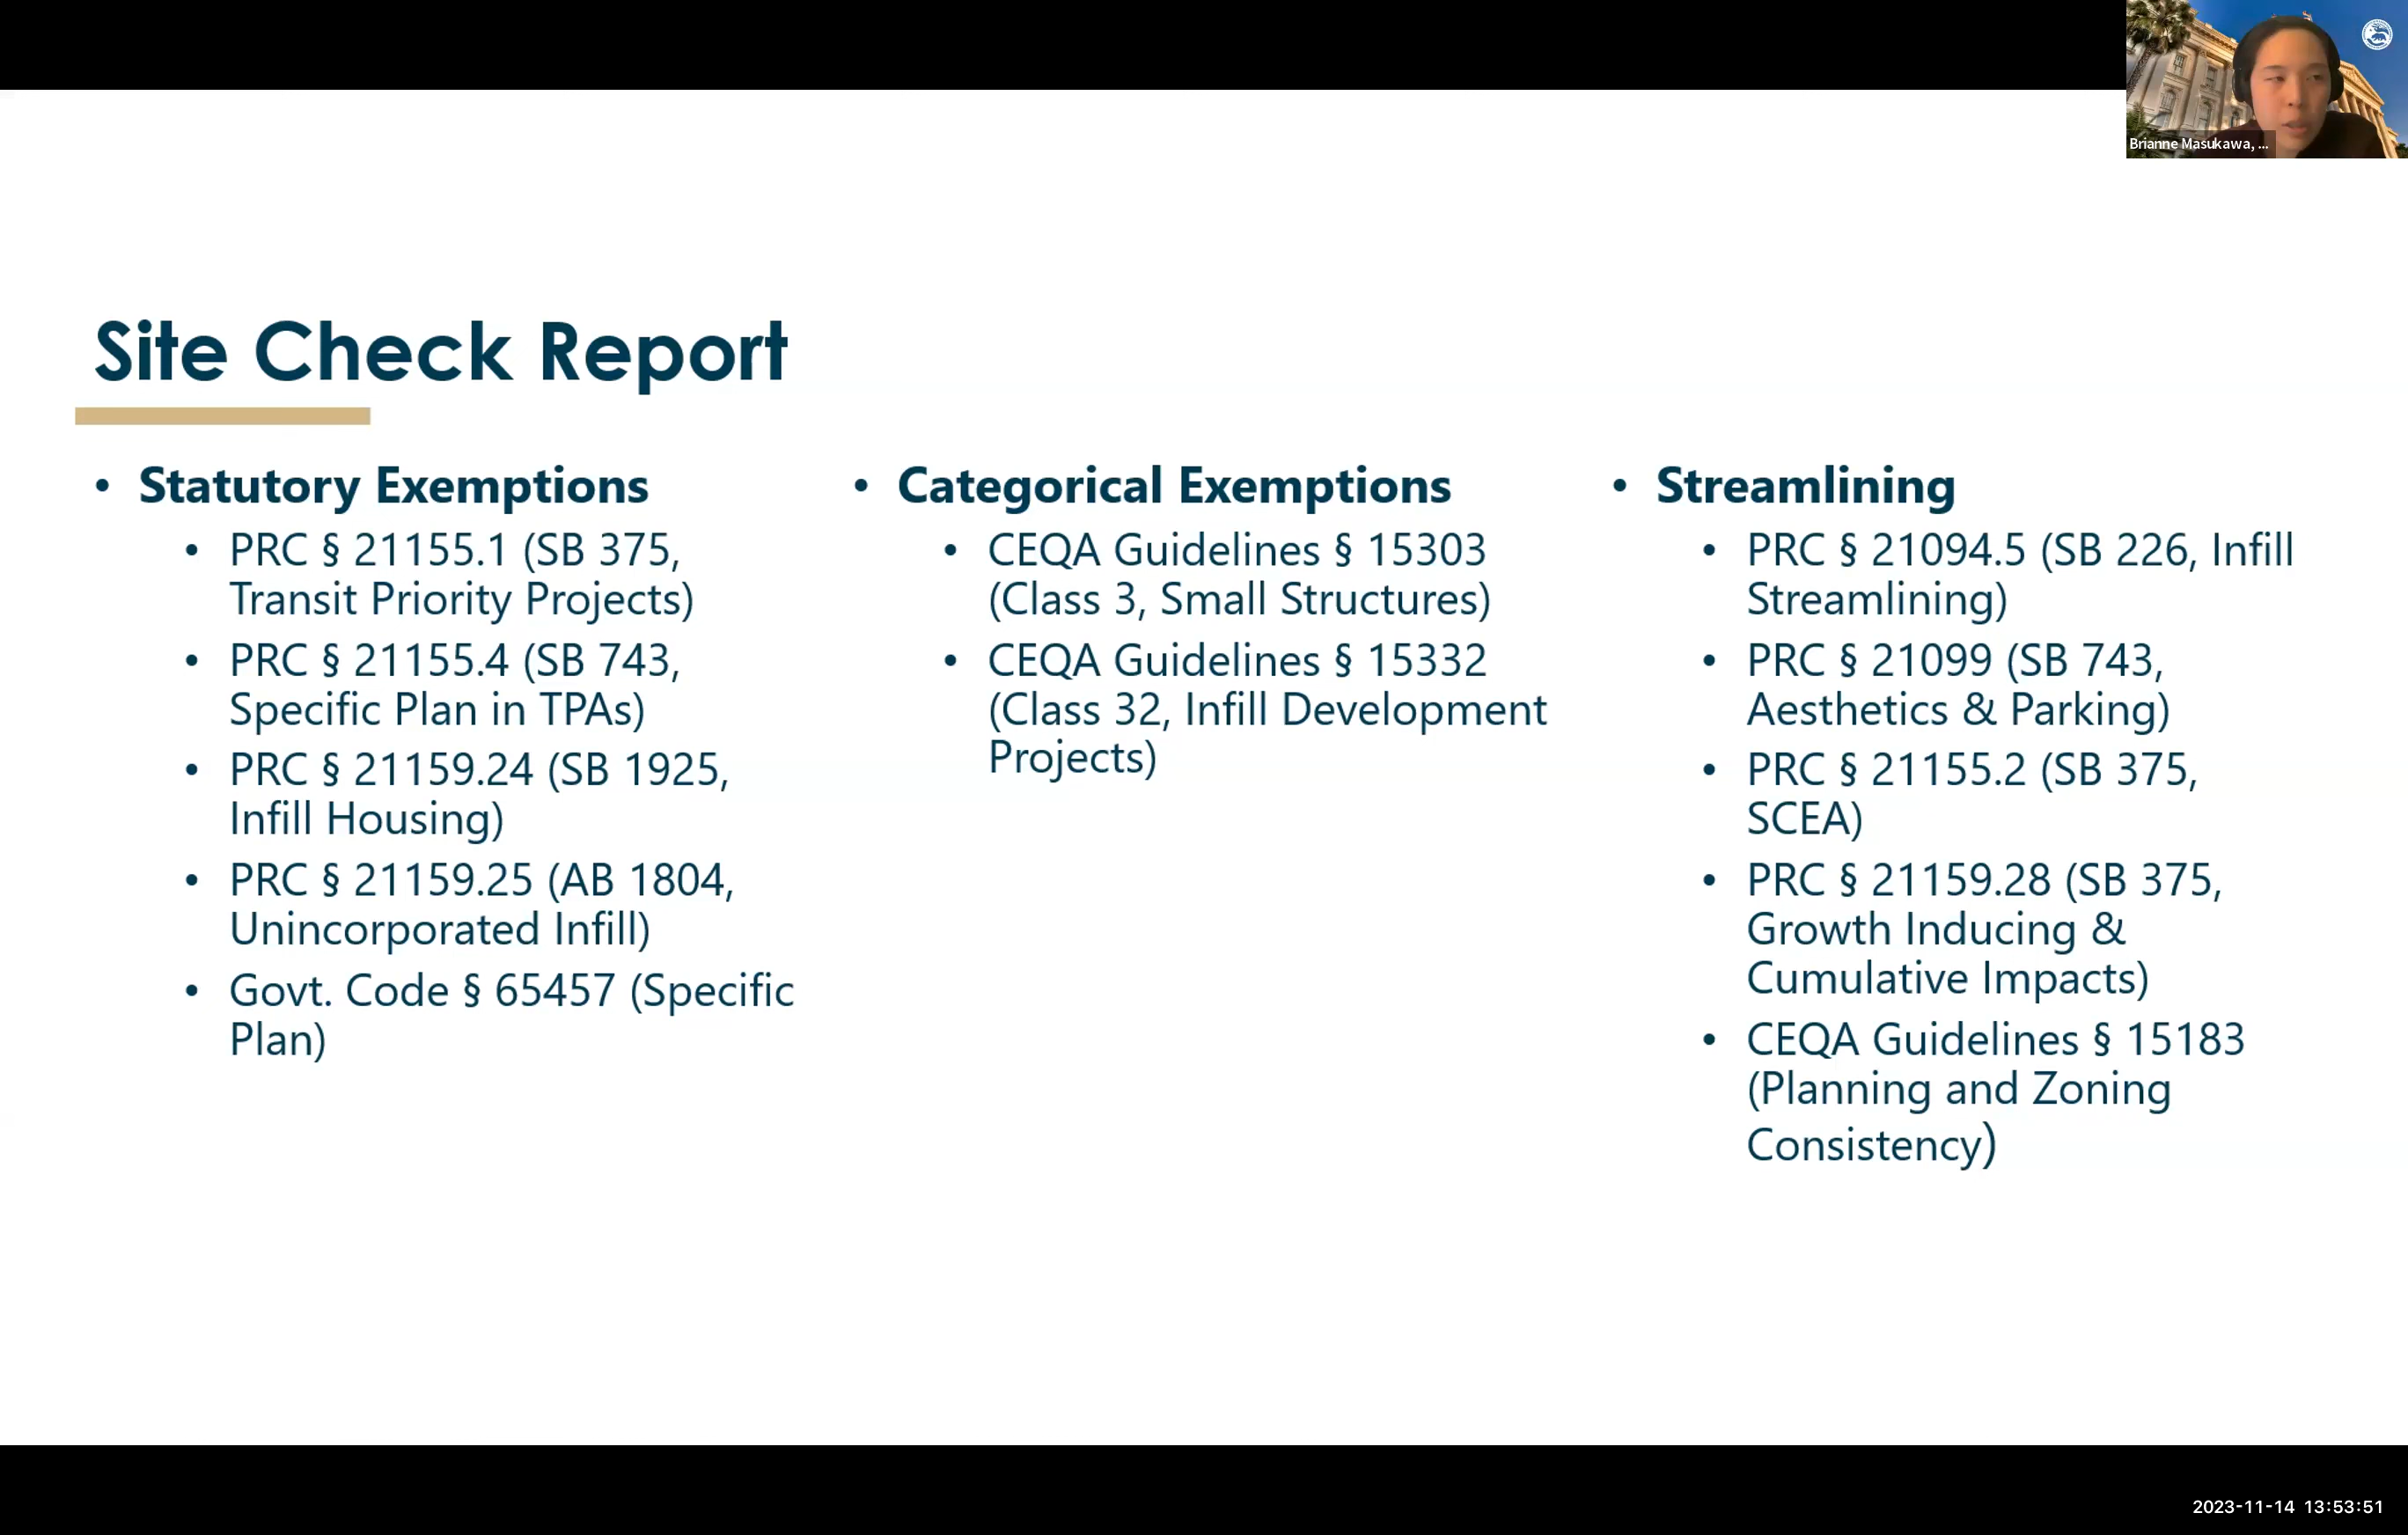 Brianne Masukawa, ...
Site Check Report
• Statutory Exemptions
• PRC § 21155.1 (SB 375,
Transit Priority Projects)
• PRC § 21155.4 (SB 743,
Specific Plan in TPAs)
• PRC § 21159.24 (SB 1925,
Infill Housing)
• PRC § 21159.25 (AB 1804,
Unincorporated Infill)
• Govt. Code § 65457 (Specific
Plan)
• Categorical Exemptions
• CEQA Guidelines § 15303
(Class 3, Small Structures)
• CEQA Guidelines § 15332
(Class 32, Infill Development
Projects)
• Streamlining
• PRC § 21094.5 (SB 226, Infill
Streamlining)
• PRC § 21099 (SB 743,
Aesthetics & Parking)
• PRC § 21155.2 (SB 375,
SCEA)
• PRC § 21159.28 (SB 375,
Growth Inducing &
Cumulative Impacts)
• CEQA Guidelines § 15183
(Planning and Zoning
Consistency)
2023-11-14 13:53:51